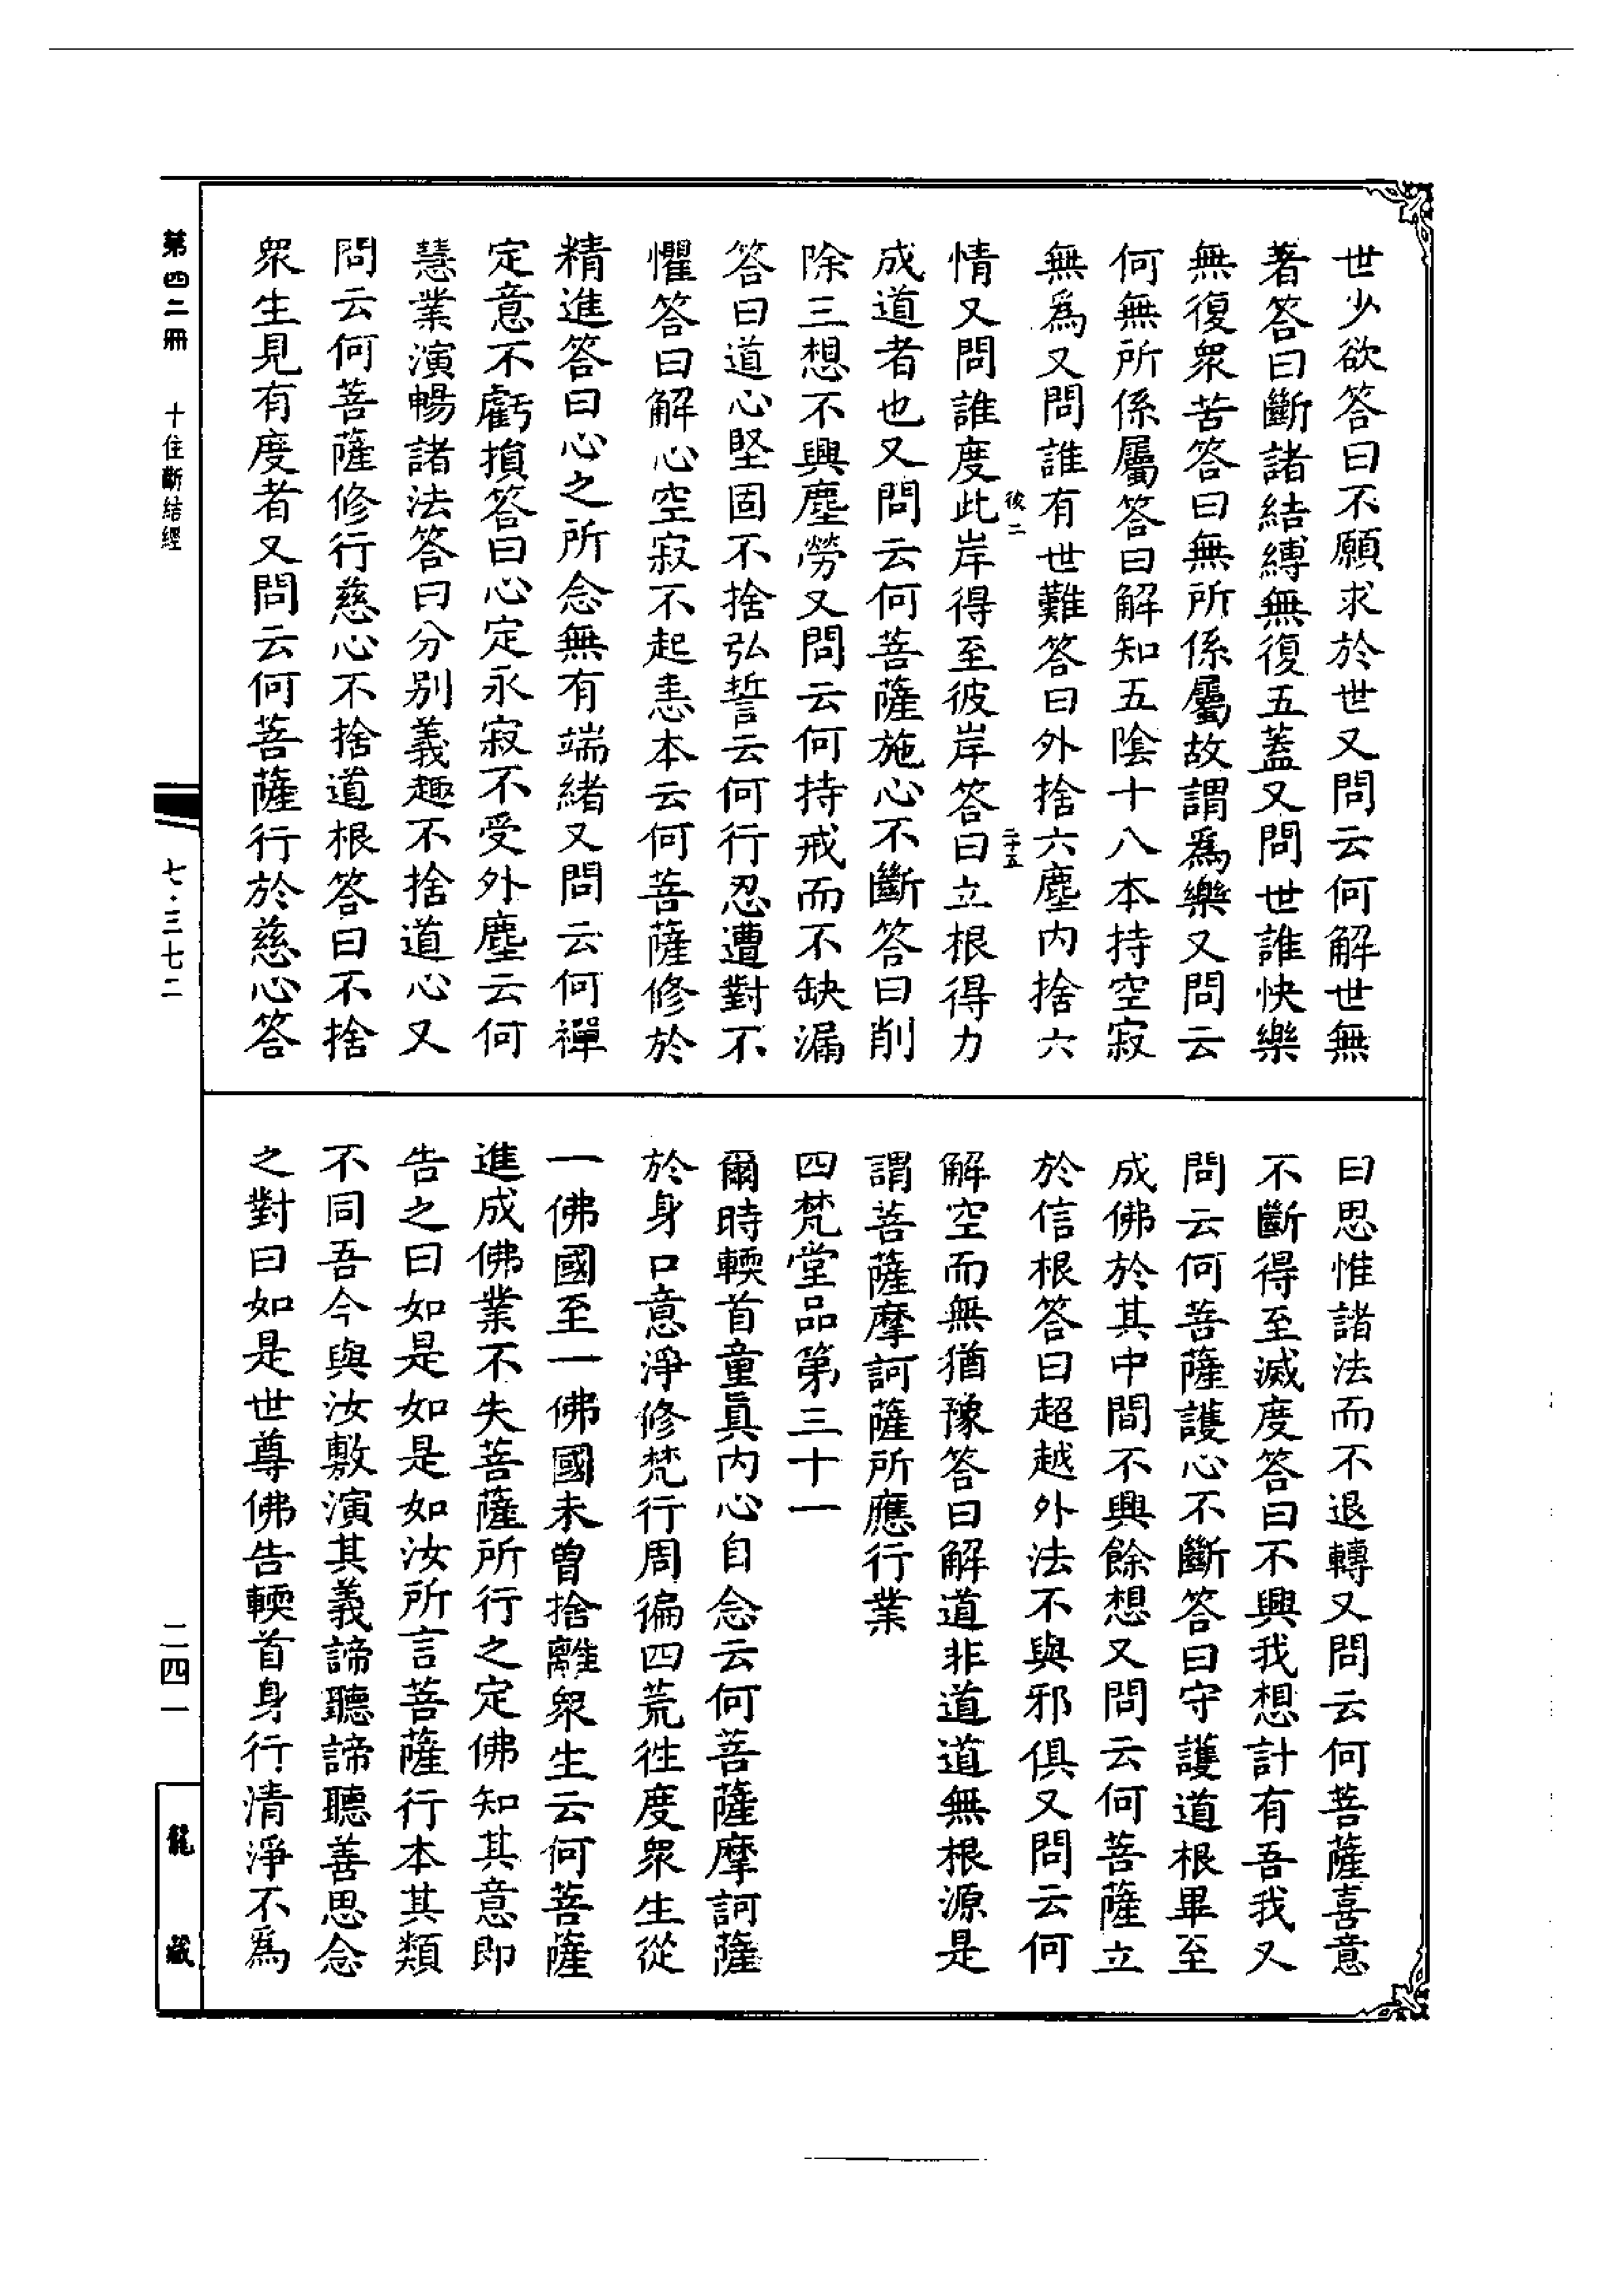 世少欲答曰不願求於世又問云何解世無
著答曰斷諸結縛無復五蓋又問世誰快樂
無復眾苦答曰無所係屬故謂爲樂又問云
何無所係屬答曰解知五陰十八本持空寂
無爲又問誰有世難答曰外捨六塵內捨六
後二
二十五
情又問誰度此岸得至彼岸答曰立根得力
成道者也又問云何菩薩施心不斷答曰削
除三想不興塵勞又問云何持戒而不缺漏
答曰道心堅固不捨弘誓云何行忍遭對不
懼答曰解心空寂不起恚本云何菩薩修於
精進答曰心之所念無有端緒又問云何禪
定意不虧損答曰心定永寂不受外塵云何
慧業演暢諸法答曰分別義趣不捨道心又
問云何菩薩修行慈心不捨道根答曰不捨
眾生見有度者又問云何菩薩行於慈心答
曰思惟諸法而不退轉又問云何菩薩喜意
不斷得至滅度答曰不興我想計有吾我又
問云何菩薩護心不斷答曰守護道根畢至
成佛於其中間不興餘想又問云何菩薩立
於信根答曰超越外法不與邪俱又問云何
解空而無猶豫答曰解道非道道無根源是
謂菩薩摩訶薩所應行業
四梵堂品第三十一
爾時輭首童眞內心自念云何菩薩摩訶薩
於身口意淨修梵行周徧四荒徃度眾生從
一佛國至一佛國未曾捨離眾生云何菩薩
進成佛業不失菩薩所行之定佛知其意即
告之曰如是如是如汝所言菩薩行本其類
不同吾今與汝敷演其義諦聽諦聽善思念
之對曰如是世尊佛告輭首身行清淨不爲
第四二冊　十住斷結經　七·三七二　二四一　龍藏